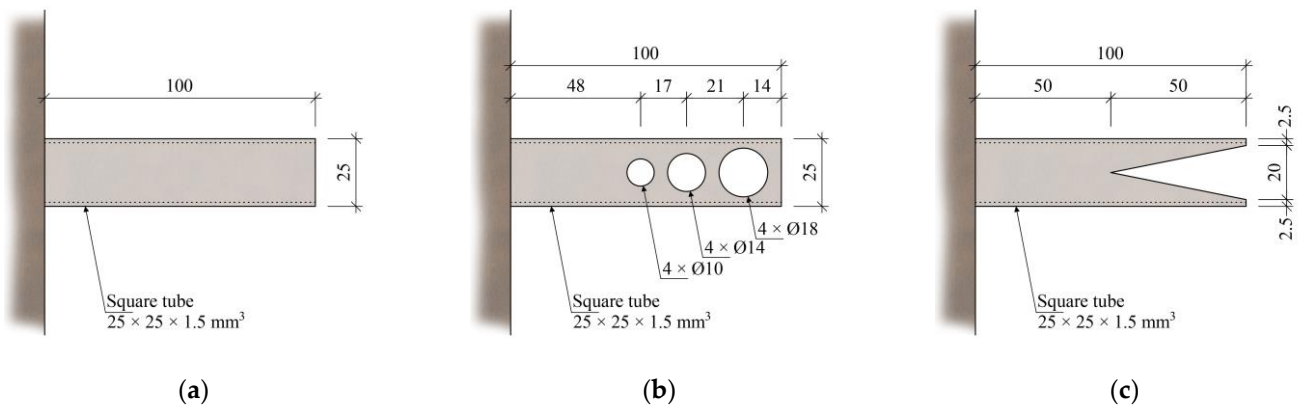 100
25
Square tube
25 × 25 × 1.5 mm³
(a)
100
48
17
21
14
25
4 × Ø18
4 × Ø14
4 × Ø10
Square tube
25 × 25 × 1.5 mm³
(b)
100
50
50
2.5
20
2.5
Square tube
25 × 25 × 1.5 mm³
(c)